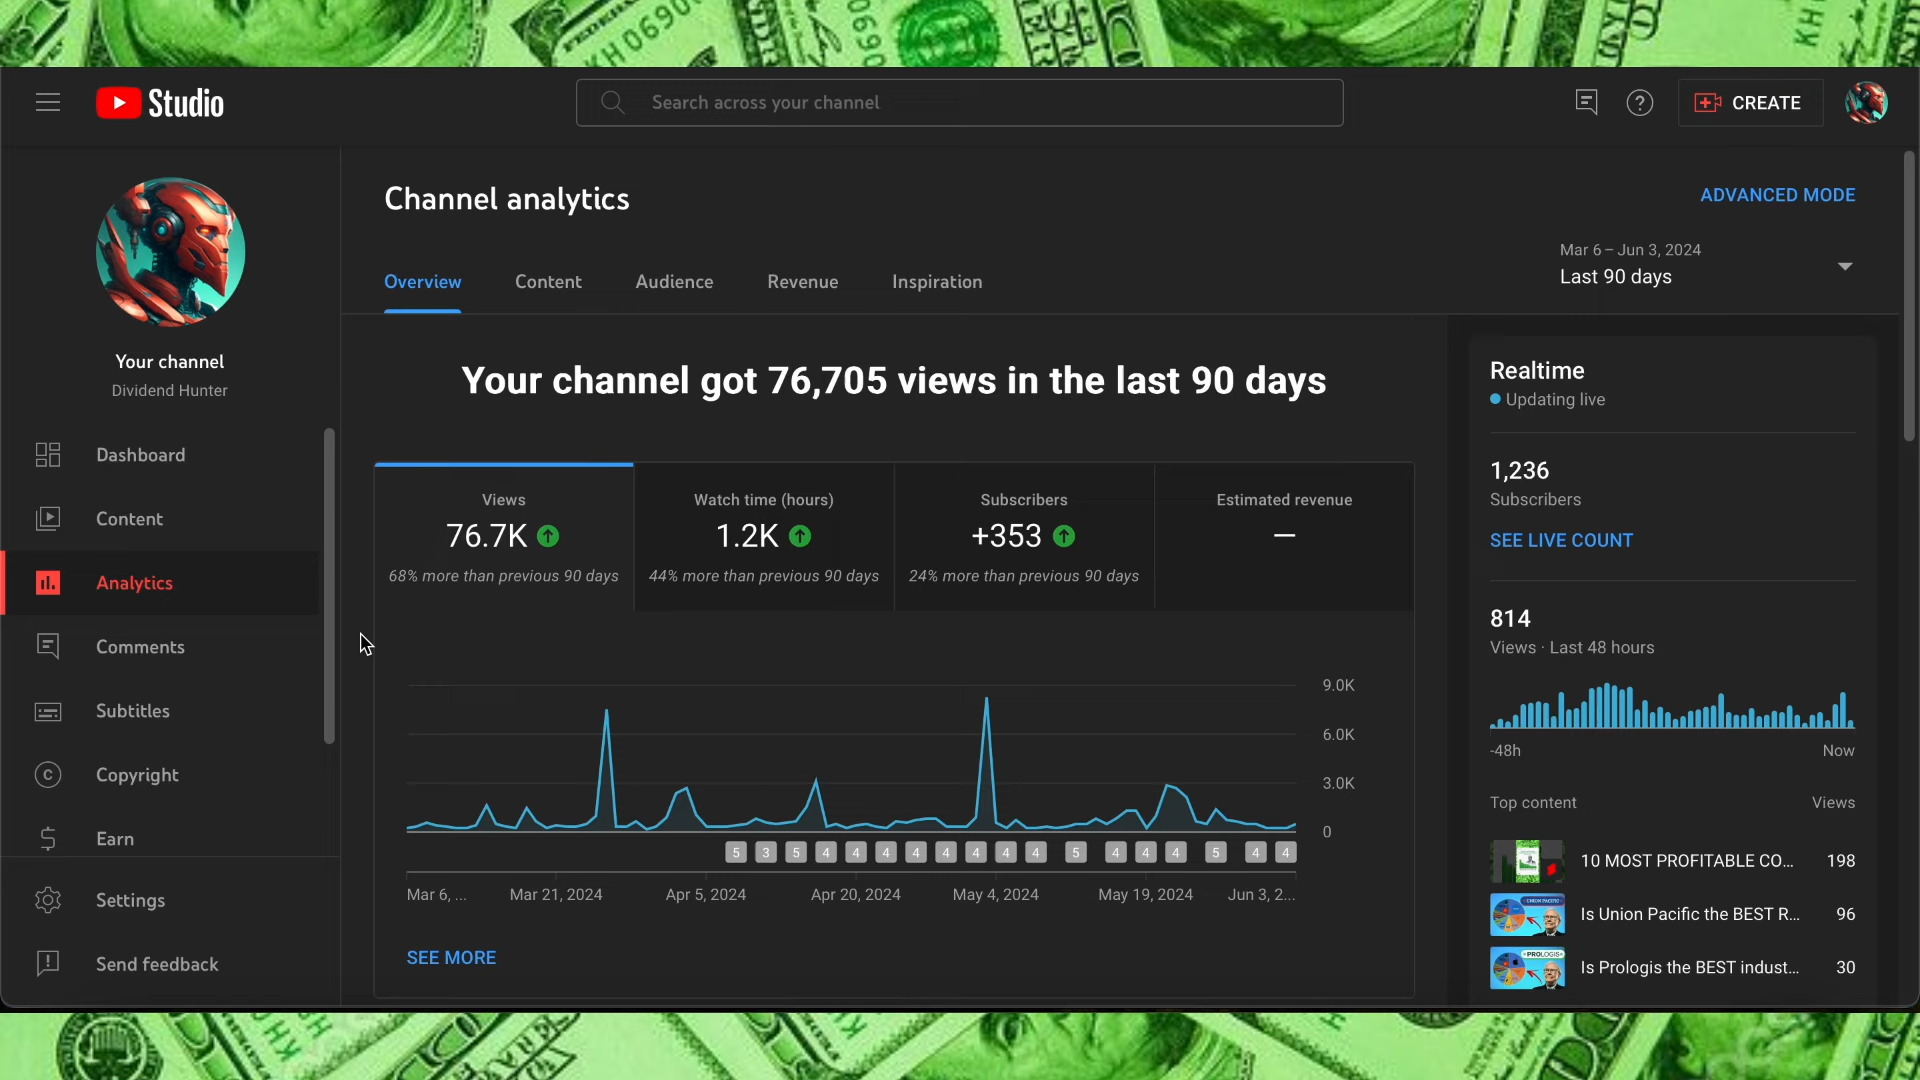 KH0690
0690
KH
Studio
Search across your channel
CREATE
Channel analytics
ADVANCED MODE
Mar 6 – Jun 3, 2024
Last 90 days
Overview
Content
Audience
Revenue
Inspiration
Your channel
Dividend Hunter
Dashboard
Content
Analytics
Comments
Subtitles
Copyright
Earn
Settings
Send feedback
Your channel got 76,705 views in the last 90 days
Views
76.7K
68% more than previous 90 days
Watch time (hours)
1.2K
44% more than previous 90 days
Subscribers
+353
24% more than previous 90 days
Estimated revenue
—
9.0K
6.0K
3.0K
0
5 3 5 4 4 4 4 4 4 4 4 5 4 4 4 5 4 4
Mar 6, ...
Mar 21, 2024
Apr 5, 2024
Apr 20, 2024
May 4, 2024
May 19, 2024
Jun 3, 2...
SEE MORE
Realtime
Updating live
1,236
Subscribers
SEE LIVE COUNT
814
Views · Last 48 hours
-48h
Now
Top content
Views
10 MOST PROFITABLE CO...
198
UNION PACIFIC
Is Union Pacific the BEST R...
96
PROLOGIS
Is Prologis the BEST indust...
30